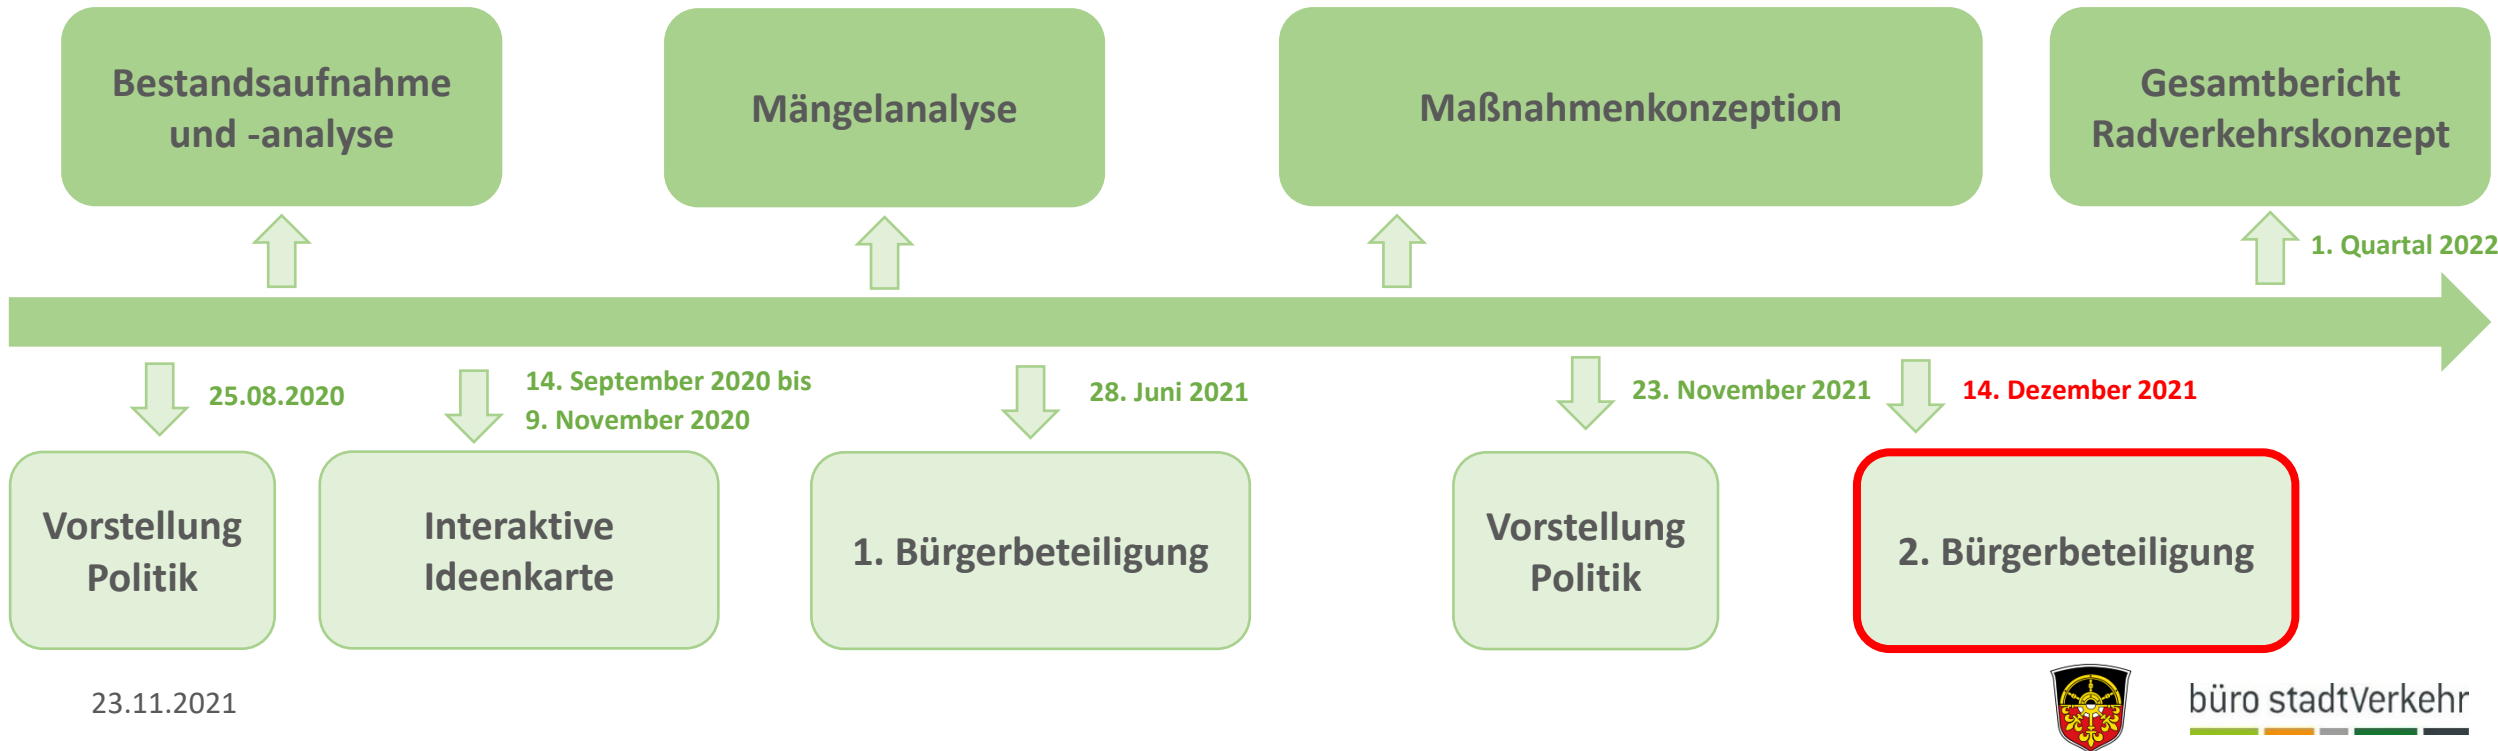 Bestandsaufnahme
und -analyse
Mängelanalyse
Maßnahmenkonzeption
Gesamtbericht
Radverkehrskonzept
1. Quartal 2022
25.08.2020
14. September 2020 bis
9. November 2020
28. Juni 2021
23. November 2021
14. Dezember 2021
Vorstellung
Politik
Interaktive
Ideenkarte
1. Bürgerbeteiligung
Vorstellung
Politik
2. Bürgerbeteiligung
23.11.2021
büro stadtVerkehr